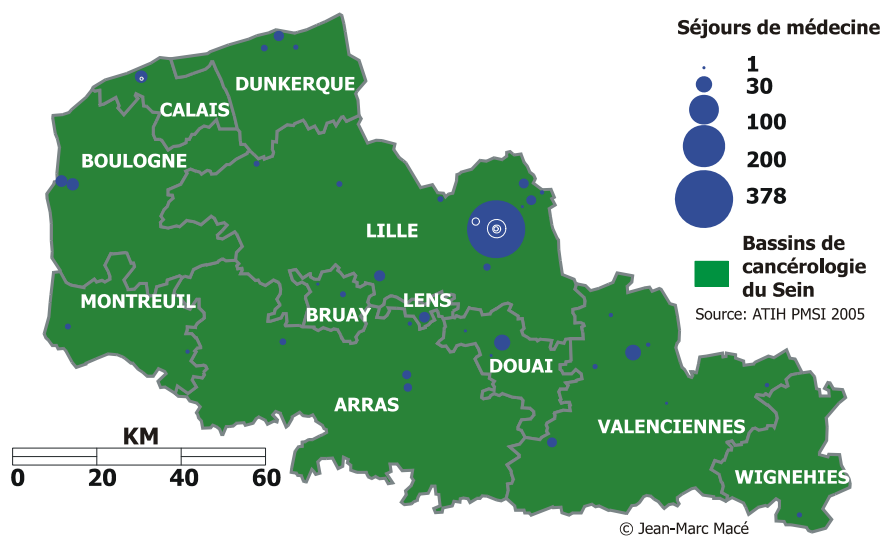 Séjours de médecine
1
30
100
200
378
Bassins de
cancérologie
du Sein
Source: ATIH PMSI 2005
DUNKERQUE
CALAIS
BOULOGNE
LILLE
MONTREUIL
LENS
BRUAY
DOUAI
ARRAS
VALENCIENNES
WIGNEHIES
KM
0 20 40 60
© Jean-Marc Macé